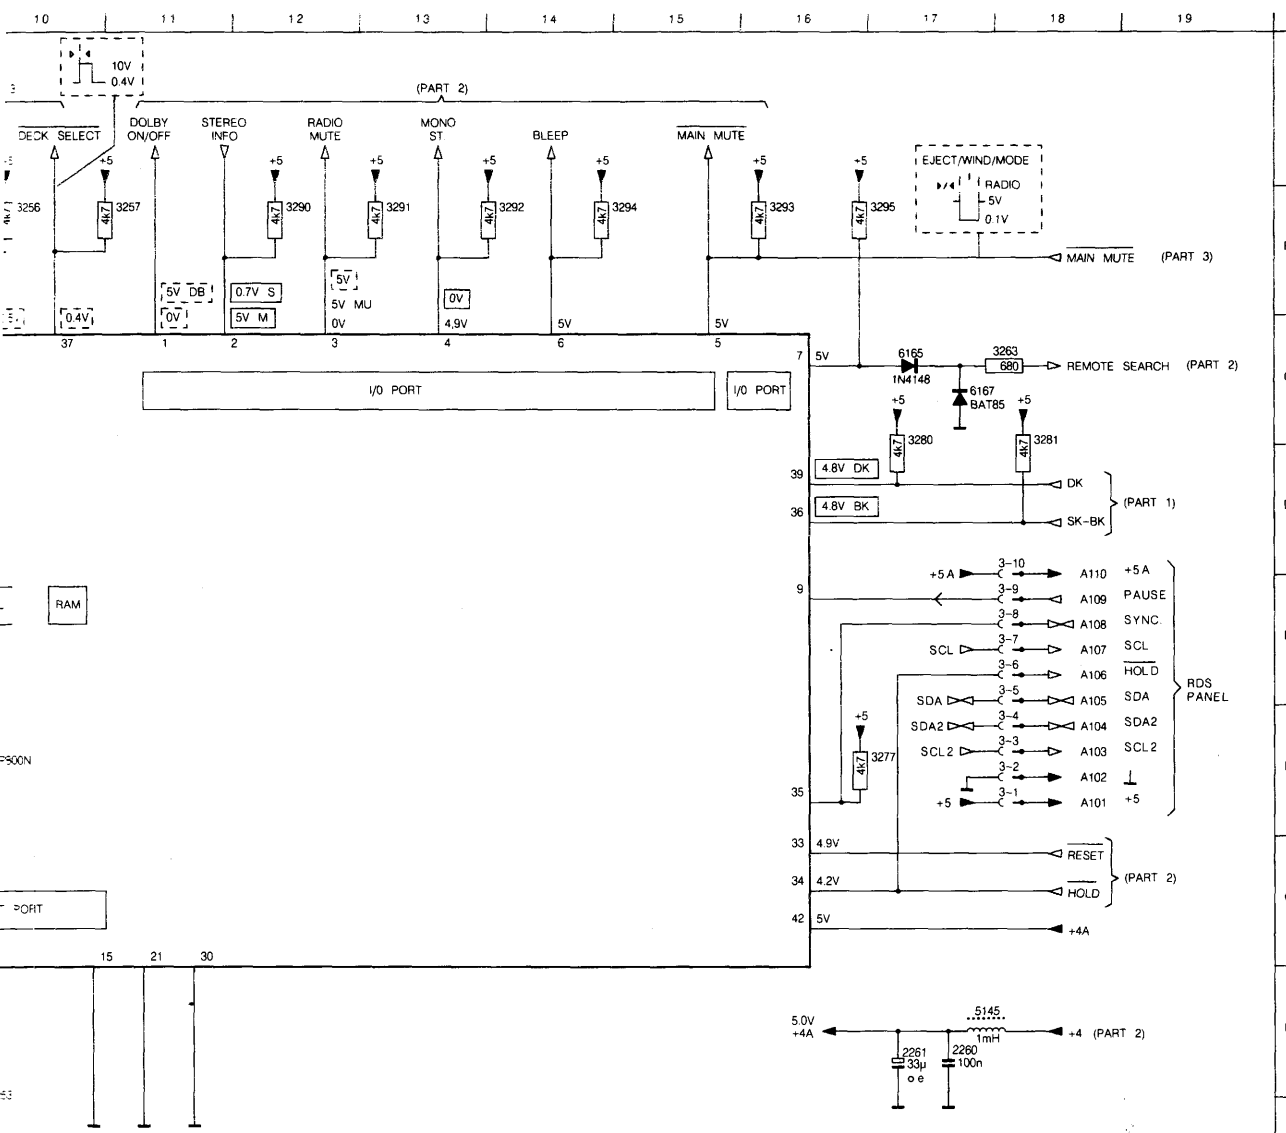 10 11 12 13 14 15 16 17 18 19
10V
0.4V
(PART 2)
DECK SELECT
DOLBY ON/OFF
STEREO INFO
RADIO MUTE
MONO ST.
BLEEP
MAIN MUTE
EJECT/WIND/MODE
RADIO
5V
0.1V
+5 +5 +5 +5 +5 +5 +5
3256
4k7 3257
4k7 3290
4k7 3291
4k7 3292
4k7 3294
4k7 3293
4k7 3295
MAIN MUTE (PART 3)
5V DB
0V
0.7V S
5V M
5V
5V MU
0V
0V
4,9V
5V
5V
0.4V
37 1 2 3 4 6 5
7 5V
6165
1N4148
3263
680
REMOTE SEARCH (PART 2)
6167
BAT85
I/0 PORT
I/0 PORT
+5
4k7 3280
+5
4k7 3281
39 4.8V DK
DK
36 4.8V BK
SK-BK
(PART 1)
+5A 3-10 A110 +5A
9 3-9 A109 PAUSE
3-8 A108 SYNC.
SCL 3-7 A107 SCL
3-6 A106 HOLD
SDA 3-5 A105 SDA
SDA2 3-4 A104 SDA2
SCL2 3-3 A103 SCL2
3-2 A102
+5 3-1 A101 +5
RDS
PANEL
RAM
+5
4k7 3277
35
33 4.9V
RESET
34 4.2V
HOLD
(PART 2)
42 5V
+4A
PORT
15 21 30
5.0V
+4A
5145
1mH
+4 (PART 2)
2261
33µ
o e
2260
100n